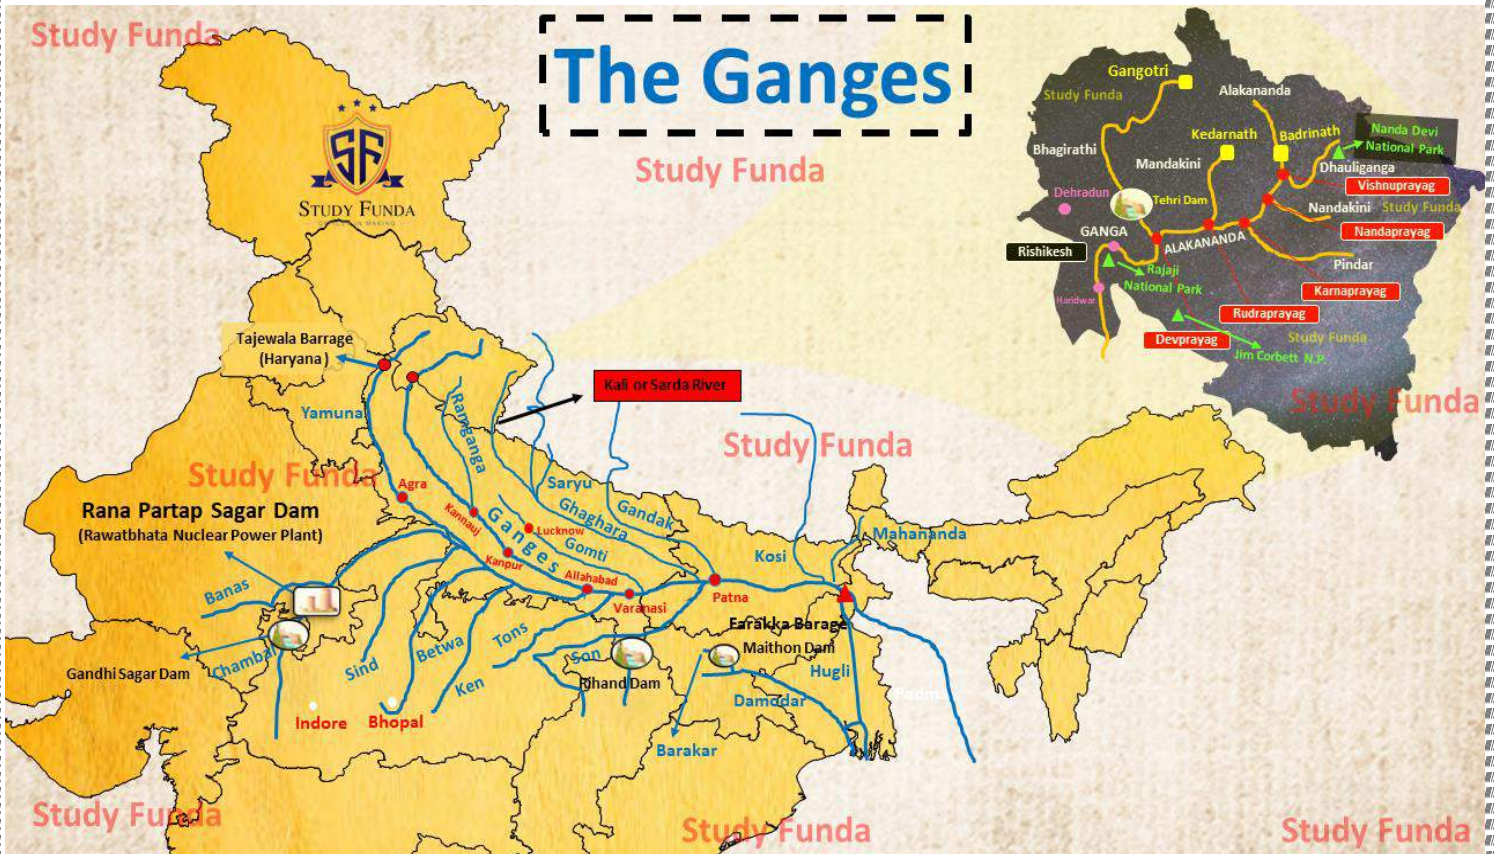 Study Funda
The Ganges
Study Funda
SF
STUDY FUNDA
Gangotri
Study Funda
Alakananda
Kedarnath
Badrinath
Nanda Devi
National Park
Bhagirathi
Mandakini
Dhauliganga
Vishnuprayag
Dehradun
Tehri Dam
Nandakini
Study Funda
Nandaprayag
GANGA
ALAKANANDA
Rishikesh
Rajaji
National Park
Pindar
Karnaprayag
Haridwar
Rudraprayag
Devprayag
Study Funda
Jim Corbett N.P.
Study Funda
Tajewala Barrage
(Haryana )
Kali or Sarda River
Yamuna
Ramganga
Study Funda
Study Funda
Agra
Saryu
Rana Partap Sagar Dam
(Rawatbhata Nuclear Power Plant)
Kannauj
Ganges
Lucknow
Ghaghara
Gandak
Gomti
Kanpur
Kosi
Mahananda
Allahabad
Varanasi
Patna
Banas
Farakka Barage
Maithon Dam
Chambal
Gandhi Sagar Dam
Sind
Betwa
Tons
Ken
Son
Rihand Dam
Hugli
Damodar
Indore
Bhopal
Barakar
Study Funda
Study Funda
Study Funda